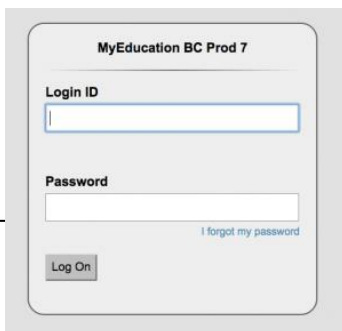 MyEducation BC Prod 7
Login ID
Password
I forgot my password
Log On